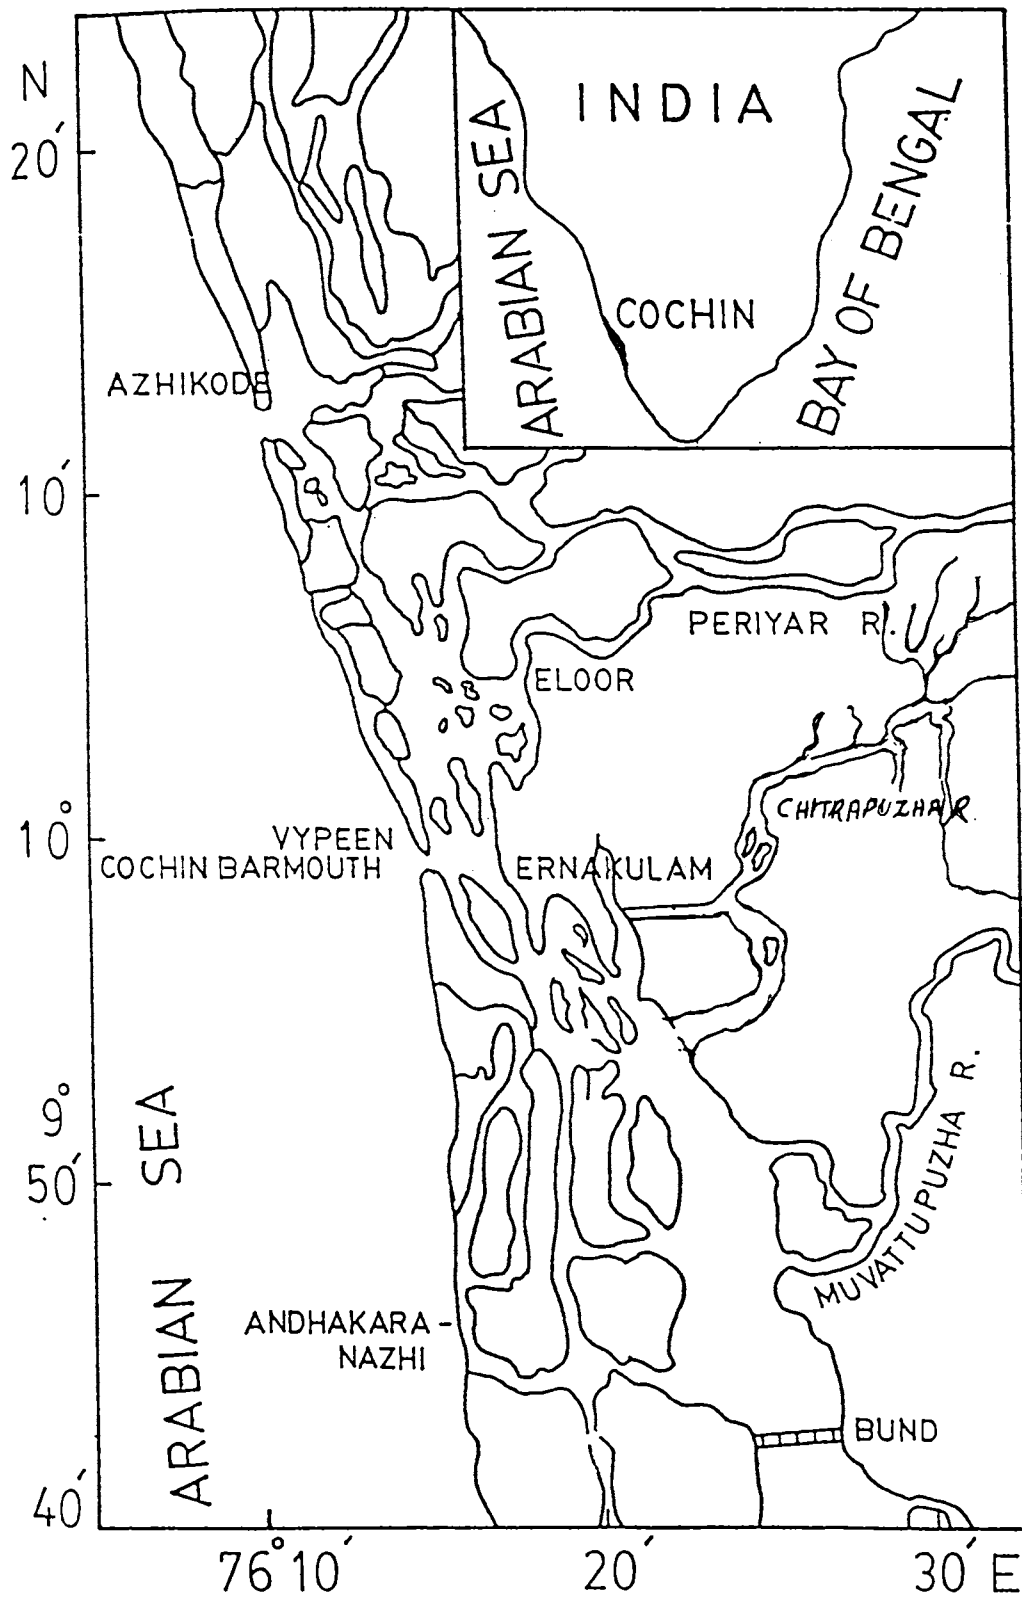 N
20′
INDIA
ARABIAN SEA
BAY OF BENGAL
COCHIN
AZHIKODE
10′
PERIYAR R.
ELOOR
CHITRAPUZHA R.
10°
VYPEEN
COCHIN BARMOUTH
ERNAKULAM
9°
50′
MUVATTUPUZHA R.
ARABIAN SEA
ANDHAKARA
NAZHI
BUND
40′
76° 10′
20′
30′ E